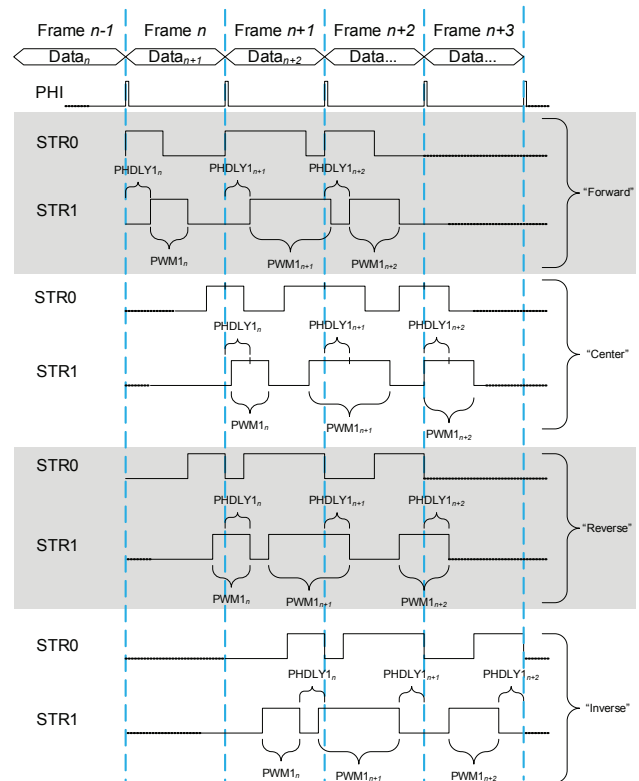 Frame n-1 Frame n Frame n+1 Frame n+2 Frame n+3
Dataₙ Dataₙ₊₁ Dataₙ₊₂ Data... Data...
PHI
STR0
PHDLY1ₙ PHDLY1ₙ₊₁ PHDLY1ₙ₊₂
"Forward"
STR1
PWM1ₙ PWM1ₙ₊₁ PWM1ₙ₊₂
STR0
PHDLY1ₙ PHDLY1ₙ₊₁ PHDLY1ₙ₊₂
"Center"
STR1
PWM1ₙ PWM1ₙ₊₁ PWM1ₙ₊₂
STR0
PHDLY1ₙ PHDLY1ₙ₊₁ PHDLY1ₙ₊₂
"Reverse"
STR1
PWM1ₙ PWM1ₙ₊₁ PWM1ₙ₊₂
STR0
PHDLY1ₙ PHDLY1ₙ₊₁ PHDLY1ₙ₊₂
"Inverse"
STR1
PWM1ₙ PWM1ₙ₊₁ PWM1ₙ₊₂